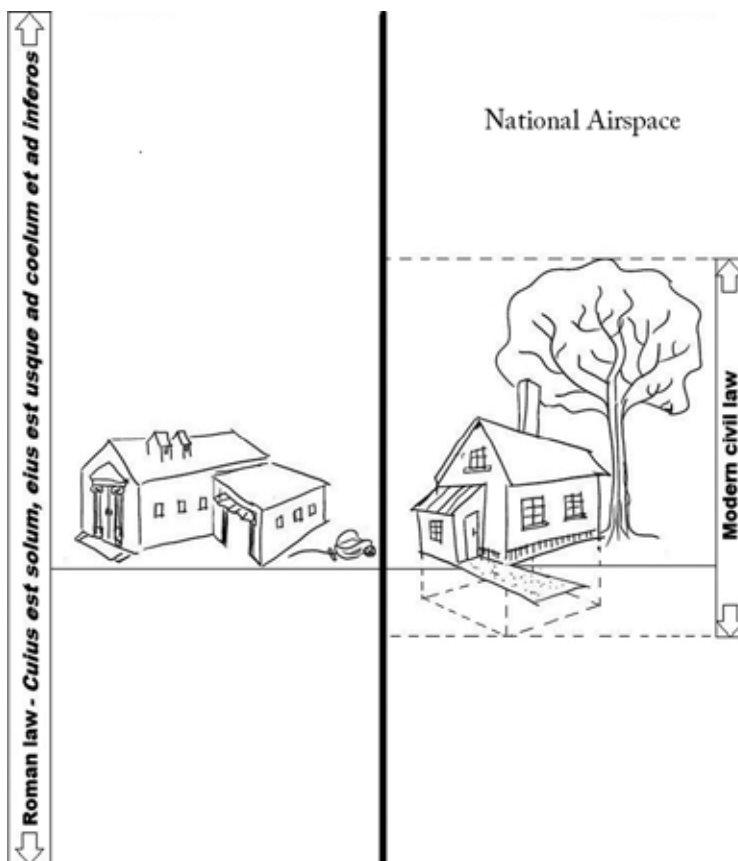 Roman law - Cuius est solum, eius est usque ad coelum et ad inferos
National Airspace
Modern civil law